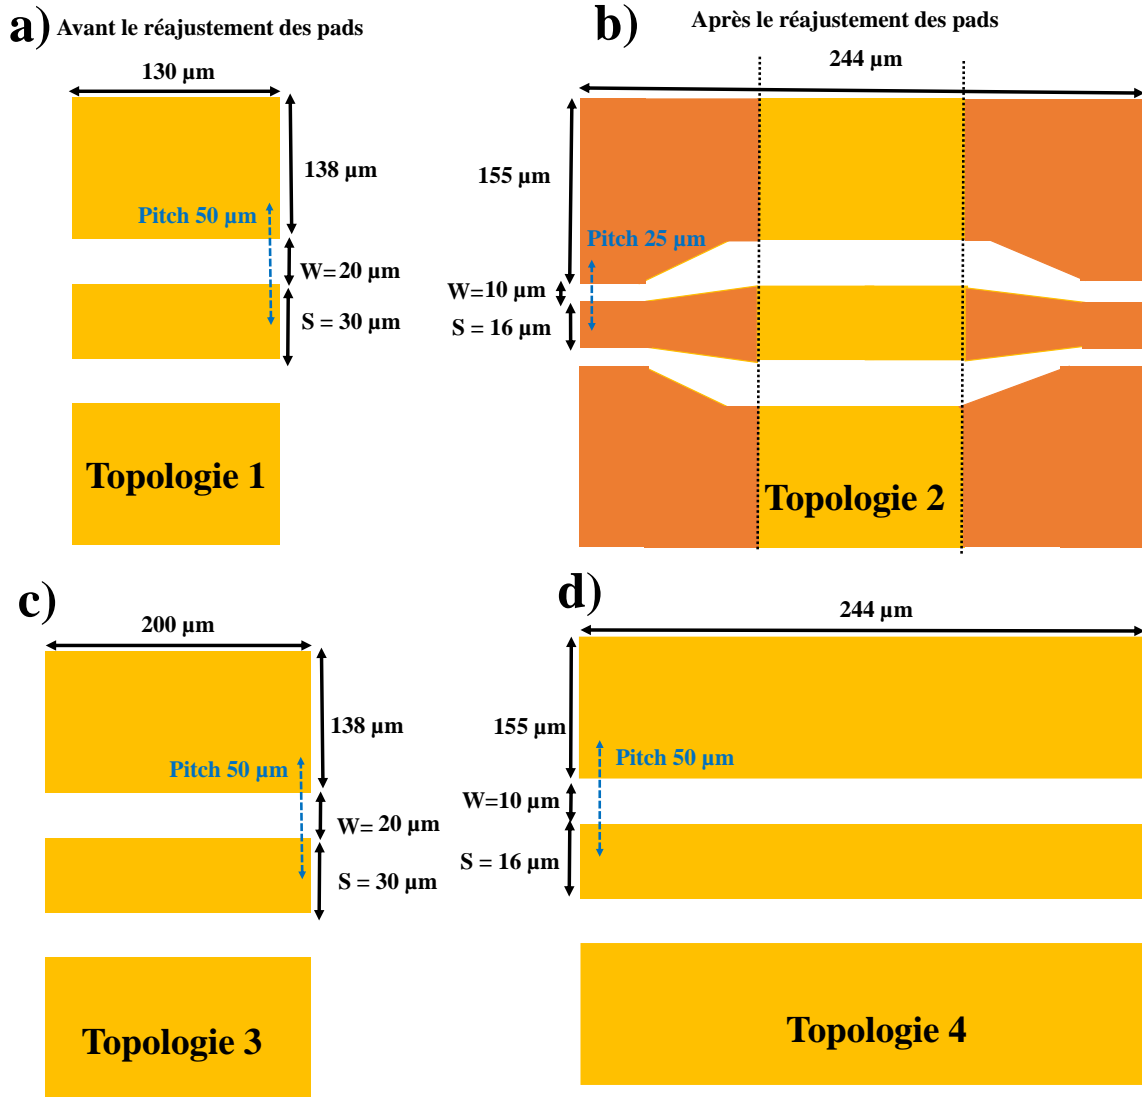 a) Avant le réajustement des pads
130 µm
138 µm
Pitch 50 µm
W= 20 µm
S = 30 µm
Topologie 1
b) Après le réajustement des pads
244 µm
155 µm
Pitch 25 µm
W=10 µm
S = 16 µm
Topologie 2
c)
200 µm
138 µm
Pitch 50 µm
W= 20 µm
S = 30 µm
Topologie 3
d)
244 µm
155 µm
Pitch 50 µm
W=10 µm
S = 16 µm
Topologie 4